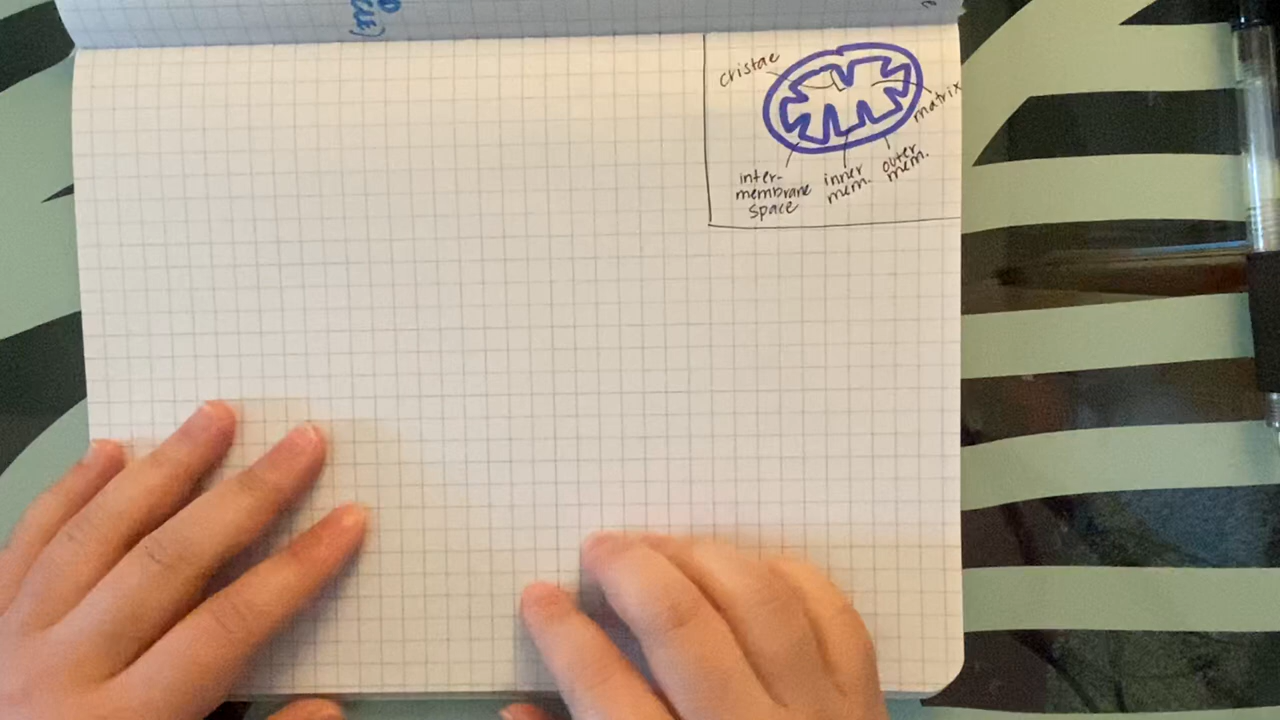 cristae
matrix
inter-
membrane
space
inner
mem.
outer
mem.